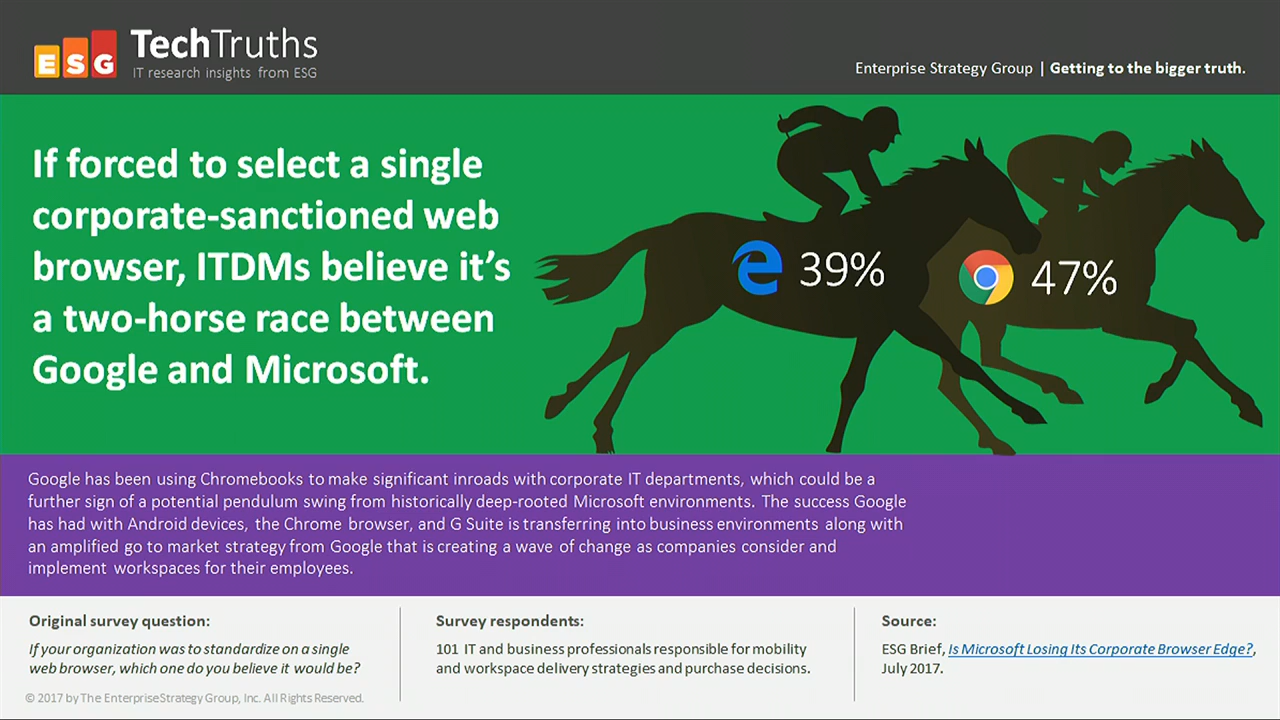 ESG
TechTruths
IT research insights from ESG
Enterprise Strategy Group | Getting to the bigger truth.
If forced to select a single
corporate-sanctioned web
browser, ITDMs believe it's
a two-horse race between
Google and Microsoft.
39%
47%
Google has been using Chromebooks to make significant inroads with corporate IT departments, which could be a
further sign of a potential pendulum swing from historically deep-rooted Microsoft environments. The success Google
has had with Android devices, the Chrome browser, and G Suite is transferring into business environments along with
an amplified go to market strategy from Google that is creating a wave of change as companies consider and
implement workspaces for their employees.
Original survey question:
If your organization was to standardize on a single
web browser, which one do you believe it would be?
Survey respondents:
101 IT and business professionals responsible for mobility
and workspace delivery strategies and purchase decisions.
Source:
ESG Brief, Is Microsoft Losing Its Corporate Browser Edge?,
July 2017.
© 2017 by The Enterprise Strategy Group, Inc. All Rights Reserved.